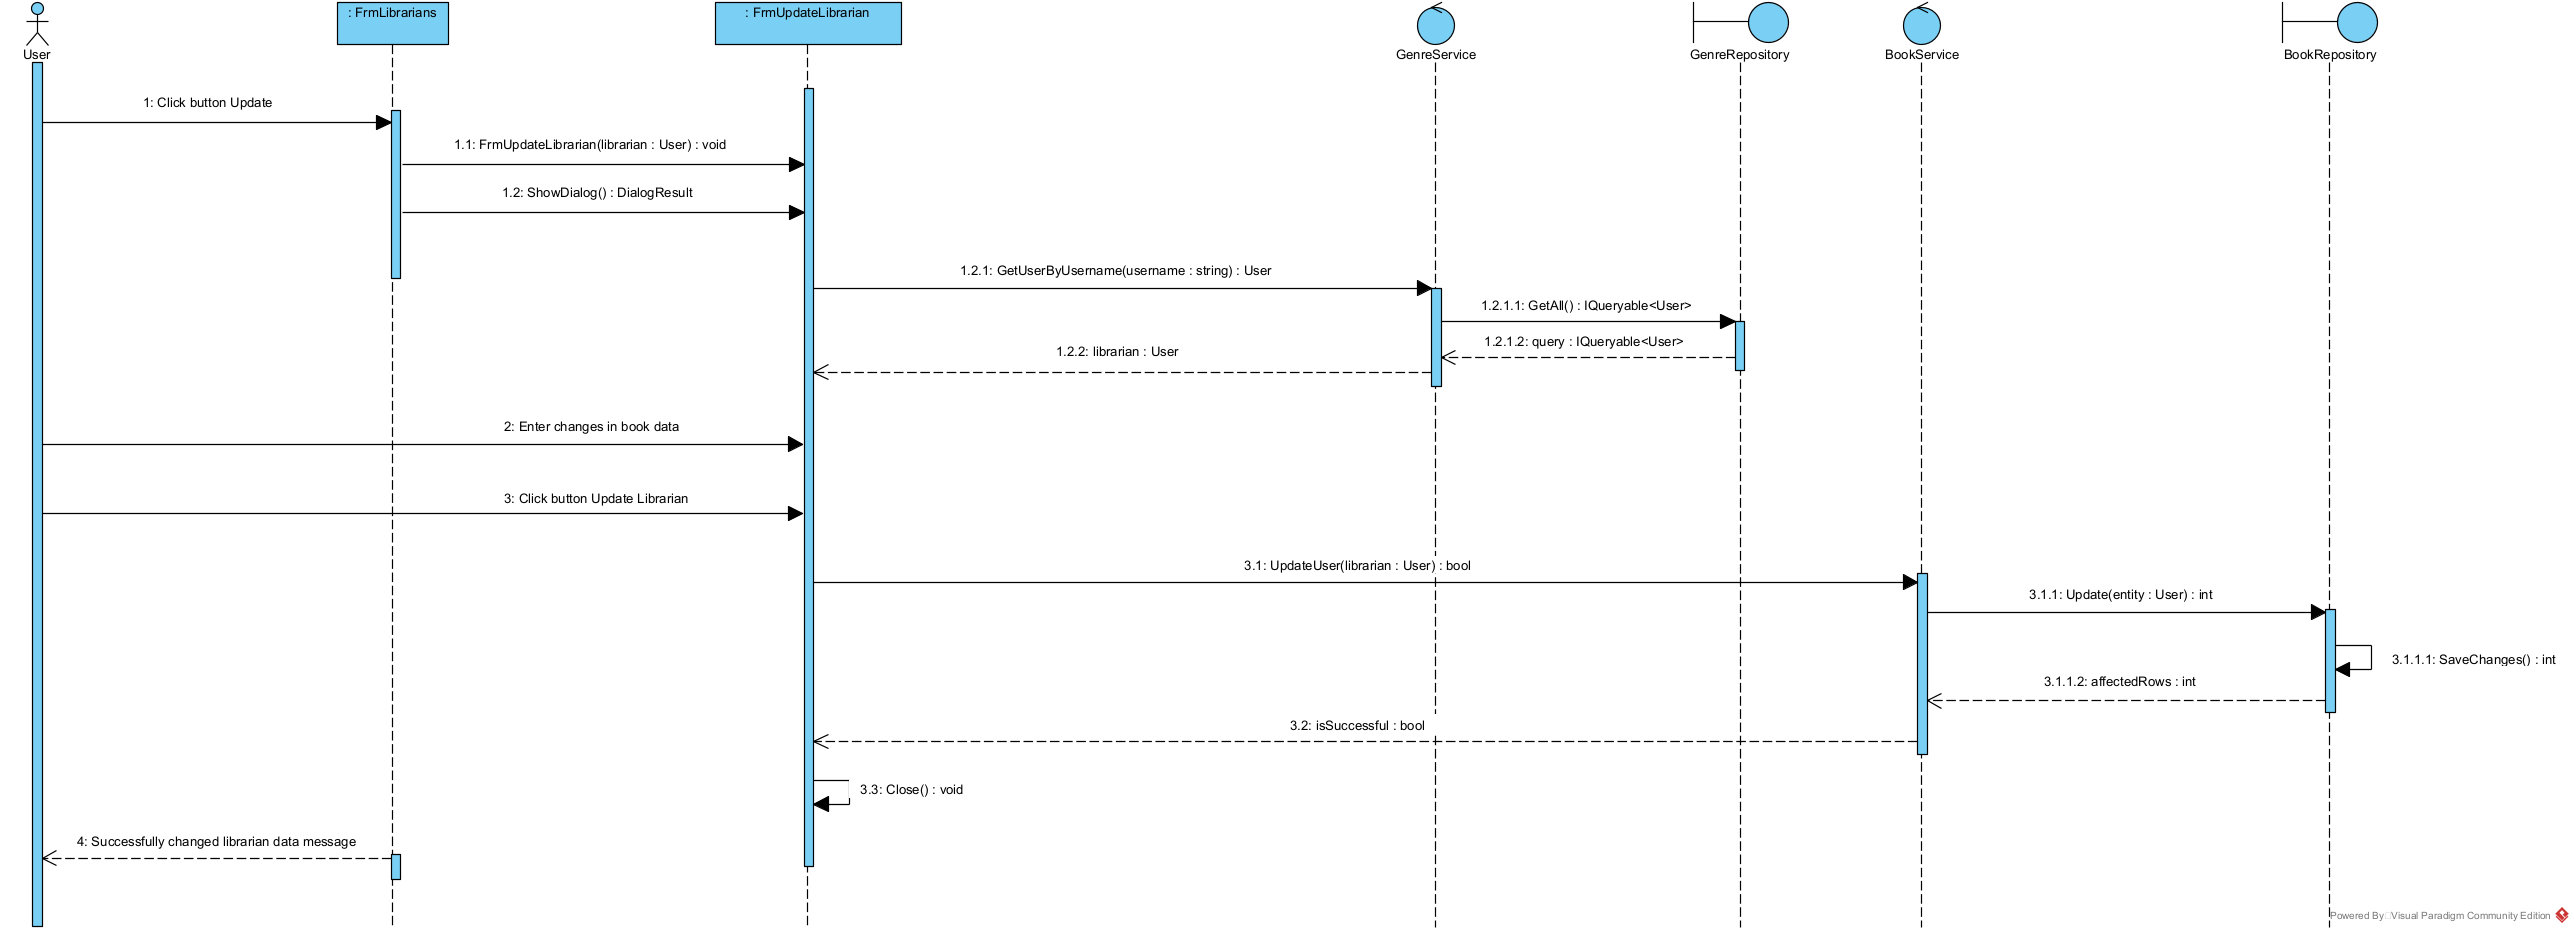 : FrmLibrarians
: FrmUpdateLibrarian
User
GenreService
GenreRepository
BookService
BookRepository
1: Click button Update
1.1: FrmUpdateLibrarian(librarian : User) : void
1.2: ShowDialog() : DialogResult
1.2.1: GetUserByUsername(username : string) : User
1.2.1.1: GetAll() : IQueryable<User>
1.2.1.2: query : IQueryable<User>
1.2.2: librarian : User
2: Enter changes in book data
3: Click button Update Librarian
3.1: UpdateUser(librarian : User) : bool
3.1.1: Update(entity : User) : int
3.1.1.1: SaveChanges() : int
3.1.1.2: affectedRows : int
3.2: isSuccessful : bool
3.3: Close() : void
4: Successfully changed librarian data message
Powered By Visual Paradigm Community Edition